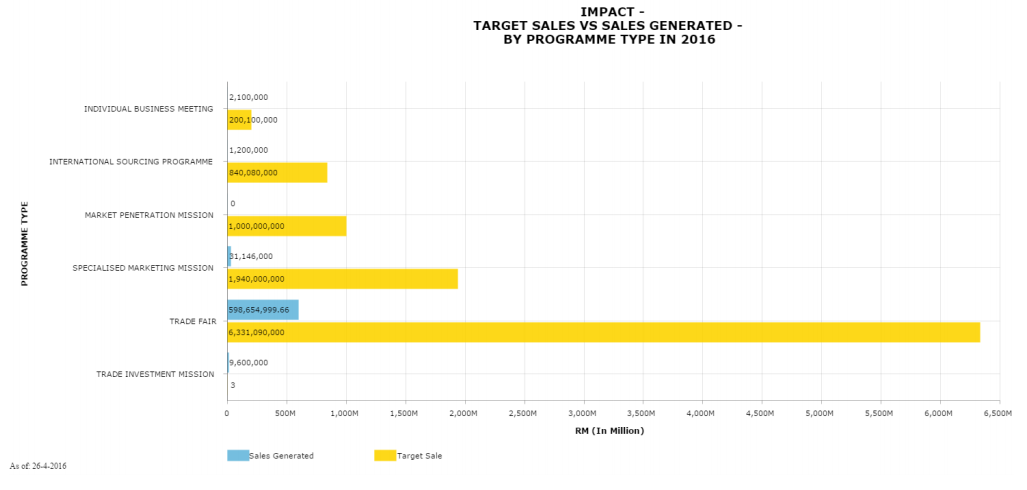 IMPACT -
TARGET SALES VS SALES GENERATED -
BY PROGRAMME TYPE IN 2016
PROGRAMME TYPE
2,100,000
INDIVIDUAL BUSINESS MEETING
200,100,000
1,200,000
INTERNATIONAL SOURCING PROGRAMME
840,080,000
0
MARKET PENETRATION MISSION
1,000,000,000
31,146,000
SPECIALISED MARKETING MISSION
1,940,000,000
598,654,999.66
TRADE FAIR
6,331,090,000
9,600,000
TRADE INVESTMENT MISSION
3
0 500M 1,000M 1,500M 2,000M 2,500M 3,000M 3,500M 4,000M 4,500M 5,000M 5,500M 6,000M 6,500M
RM (In Million)
Sales Generated Target Sale
As of: 26-4-2016